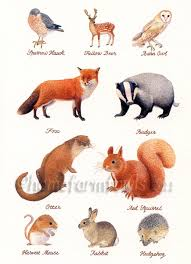 Sparrow Hawk
Fallow Deer
Barn Owl
Fox
Badger
Otter
Red Squirrel
Harvest Mouse
Rabbit
Hedgehog